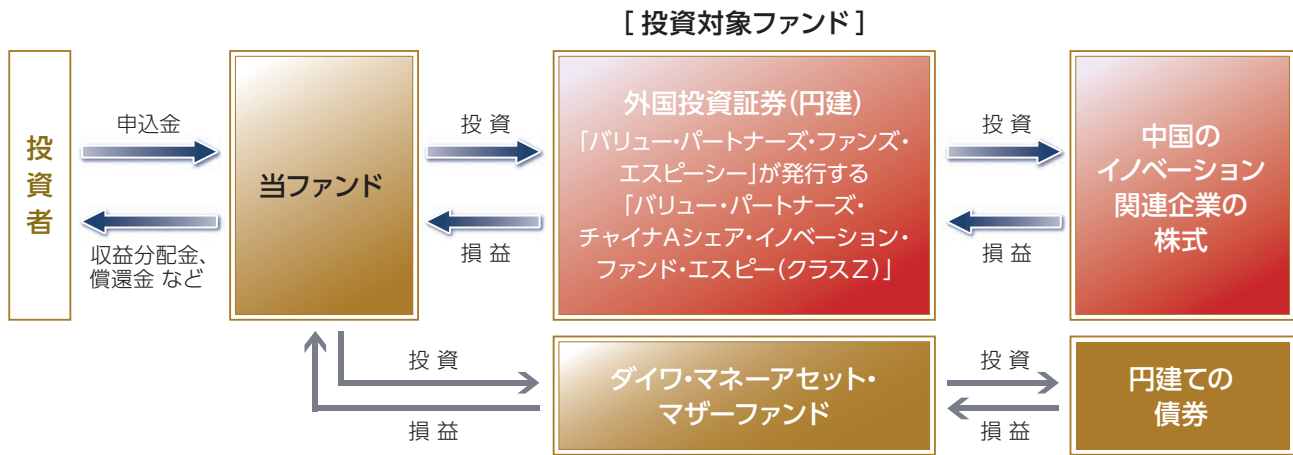 [ 投資対象ファンド ]
投資者
申込金
収益分配金、
償還金 など
当ファンド
投 資
損 益
外国投資証券(円建)
「バリュー・パートナーズ・ファンズ・
エスピーシー」が発行する
「バリュー・パートナーズ・
チャイナAシェア・イノベーション・
ファンド・エスピー(クラスZ)」
投 資
損 益
中国の
イノベーション
関連企業の
株式
投 資
損 益
ダイワ・マネーアセット・
マザーファンド
投 資
損 益
円建ての
債券